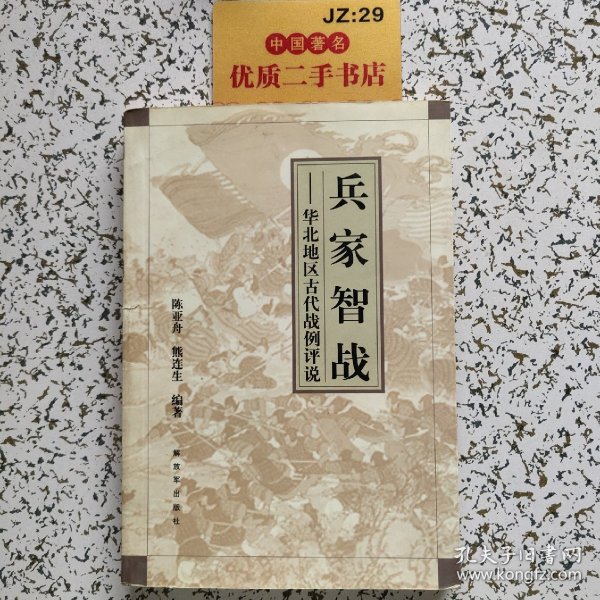 JZ:29
中国著名
优质二手书店
兵家智战
——华北地区古代战例评说
陈亚舟 熊连生 编著
解放军出版社
孔夫子旧书网
www.kongfz.com